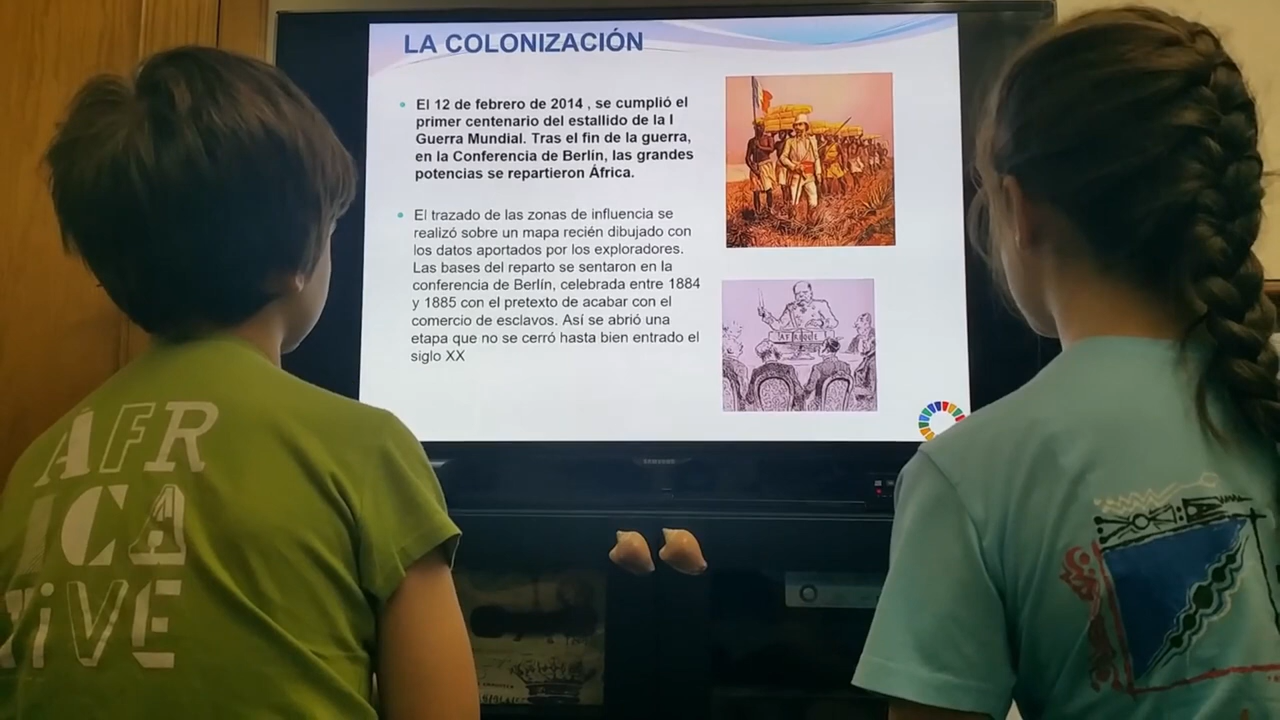 LA COLONIZACIÓN
El 12 de febrero de 2014 , se cumplió el
primer centenario del estallido de la I
Guerra Mundial. Tras el fin de la guerra,
en la Conferencia de Berlín, las grandes
potencias se repartieron África.
El trazado de las zonas de influencia se
realizó sobre un mapa recién dibujado con
los datos aportados por los exploradores.
Las bases del reparto se sentaron en la
conferencia de Berlín, celebrada entre 1884
y 1885 con el pretexto de acabar con el
comercio de esclavos. Así se abrió una
etapa que no se cerró hasta bien entrado el
siglo XX
SAMSUNG
ÁFR
ICA
ViVE